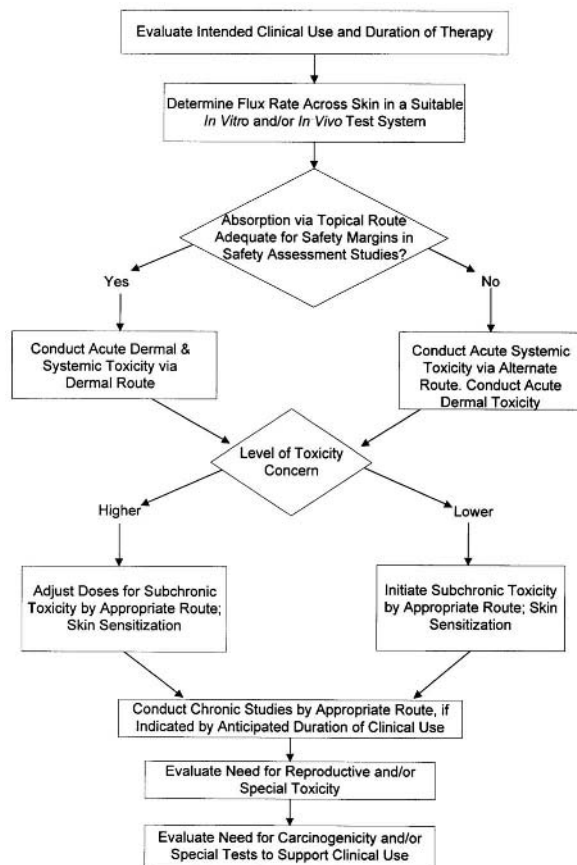 Evaluate Intended Clinical Use and Duration of Therapy
Determine Flux Rate Across Skin in a Suitable
In Vitro and/or In Vivo Test System
Absorption via Topical Route
Adequate for Safety Margins in
Safety Assessment Studies?
Yes
No
Conduct Acute Dermal &
Systemic Toxicity via
Dermal Route
Conduct Acute Systemic
Toxicity via Alternate
Route. Conduct Acute
Dermal Toxicity
Level of Toxicity
Concern
Higher
Lower
Adjust Doses for Subchronic
Toxicity by Appropriate Route;
Skin Sensitization
Initiate Subchronic Toxicity
by Appropriate Route; Skin
Sensitization
Conduct Chronic Studies by Appropriate Route, if
Indicated by Anticipated Duration of Clinical Use
Evaluate Need for Reproductive and/or
Special Toxicity
Evaluate Need for Carcinogenicity and/or
Special Tests to Support Clinical Use